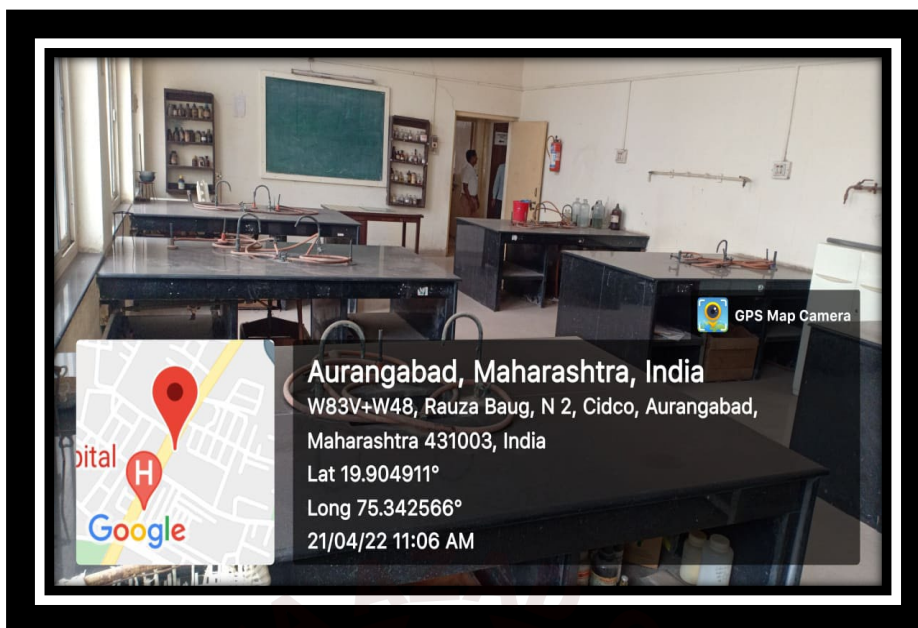 GPS Map Camera
Aurangabad, Maharashtra, India
W83V+W48, Rauza Baug, N 2, Cidco, Aurangabad,
Maharashtra 431003, India
Lat 19.904911°
Long 75.342566°
21/04/22 11:06 AM
pital
H
Google